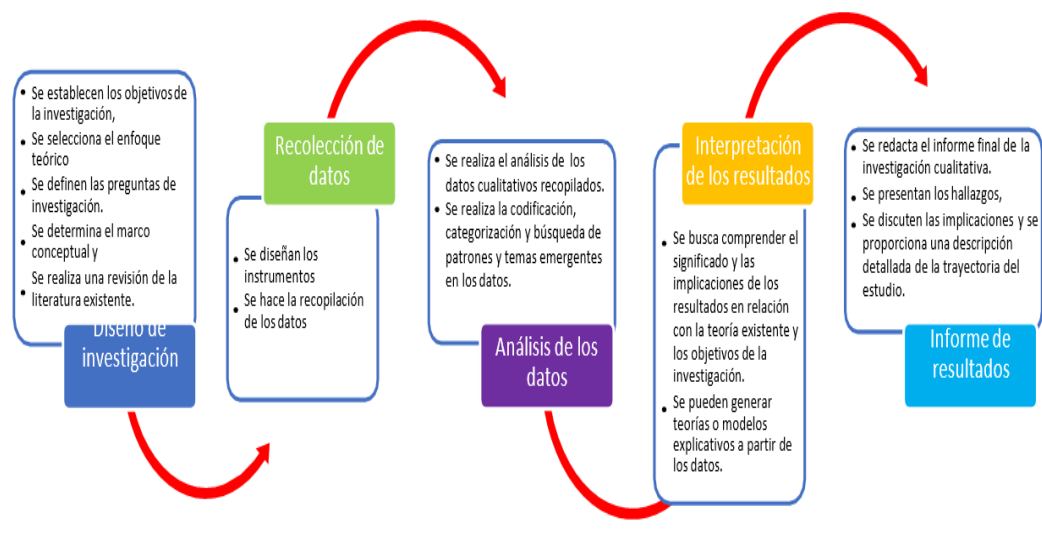 • Se establecen los objetivos de
la investigación,
• Se selecciona el enfoque
teórico
• Se definen las preguntas de
investigación.
• Se determina el marco
conceptual y
• Se realiza una revisión de la
literatura existente.
Diseño de
investigación
Recolección de
datos
• Se diseñan los
instrumentos
• Se hace la recopilación
de los datos
• Se realiza el análisis de los
datos cualitativos recopilados.
• Se realiza la codificación,
categorización y búsqueda de
patrones y temas emergentes
en los datos.
Análisis de los
datos
Interpretación
de los resultados
• Se busca comprender el
significado y las
implicaciones de los
resultados en relación
con la teoría existente y
los objetivos de la
investigación.
• Se pueden generar
teorías o modelos
explicativos a partir de
los datos.
• Se redacta el informe final de la
investigación cualitativa.
• Se presentan los hallazgos,
• Se discuten las implicaciones y se
proporciona una descripción
detallada de la trayectoria del
estudio.
Informe de
resultados